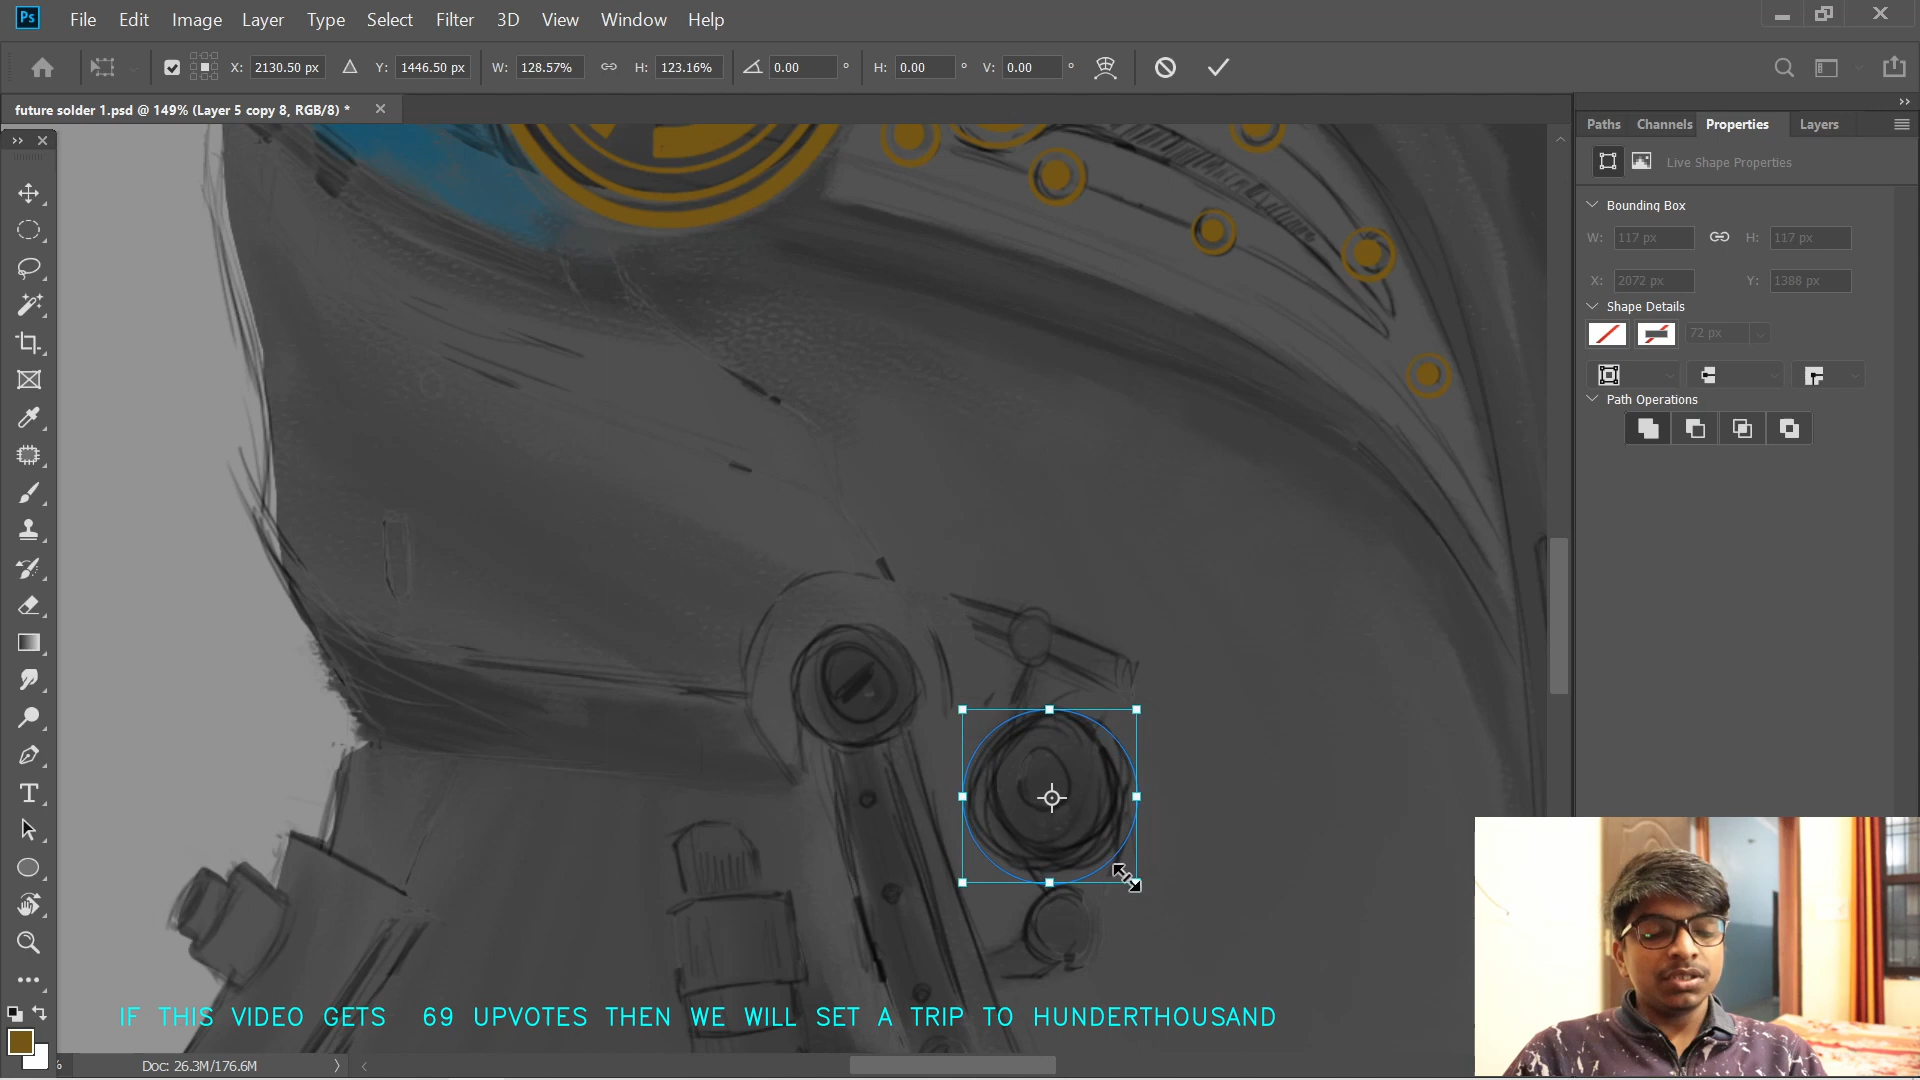 Ps File Edit Image Layer Type Select Filter 3D View Window Help
X: 2130.50 px Y: 1446.50 px W: 128.57% H: 123.16% 0.00 ° H: 0.00 ° V: 0.00 °
future solder 1.psd @ 149% (Layer 5 copy 8, RGB/8) *
Paths Channels Properties Layers
Live Shape Properties
Bounding Box
W: 117 px H: 117 px
X: 2072 px Y: 1388 px
Shape Details
72 px
Path Operations
IF THIS VIDEO GETS 69 UPVOTES THEN WE WILL SET A TRIP TO HUNDERTHOUSAND
% Doc: 26.3M/176.6M